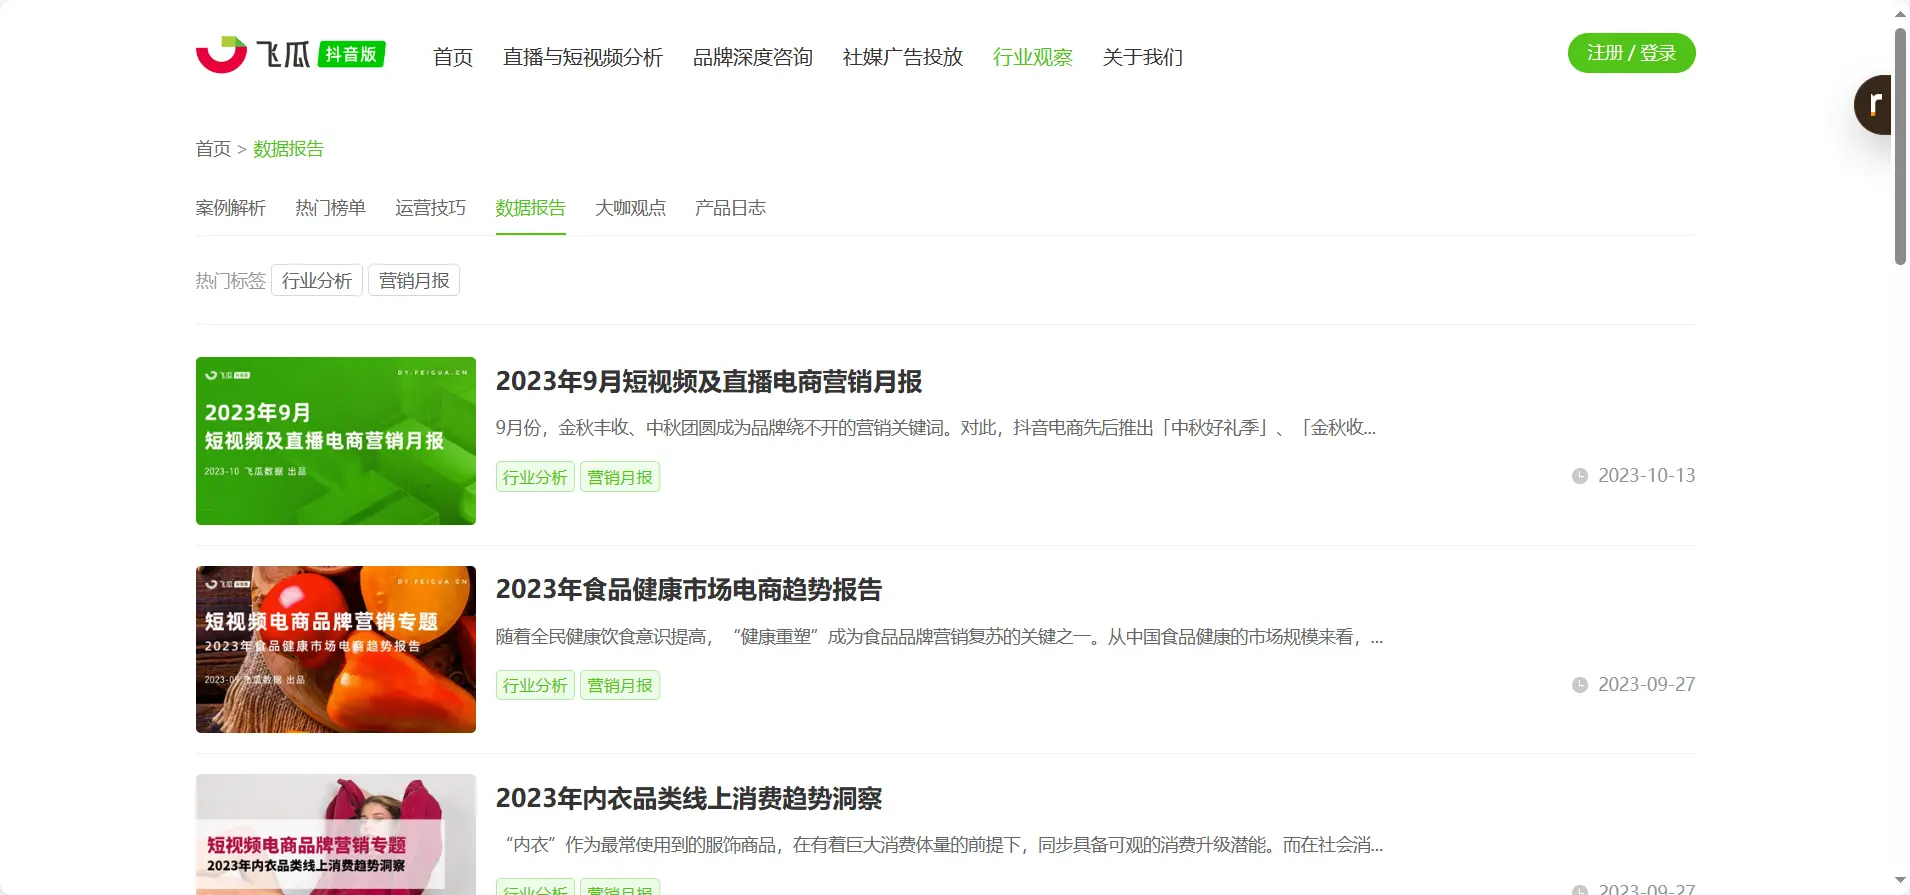 飞瓜 抖音版
首页 直播与短视频分析 品牌深度咨询 社媒广告投放 行业观察 关于我们
注册 / 登录
r
首页 > 数据报告
案例解析 热门榜单 运营技巧 数据报告 大咖观点 产品日志
热门标签 行业分析 营销月报
飞瓜 DY.FEIGUA.CN
2023年9月
短视频及直播电商营销月报
2023-10 飞瓜数据 出品
2023年9月短视频及直播电商营销月报
9月份，金秋丰收、中秋团圆成为品牌绕不开的营销关键词。对此，抖音电商先后推出「中秋好礼季」、「金秋收...
行业分析 营销月报
2023-10-13
飞瓜 DY.FEIGUA.CN
短视频电商品牌营销专题
2023年食品健康市场电商趋势报告
2023-09 飞瓜数据 出品
2023年食品健康市场电商趋势报告
随着全民健康饮食意识提高，“健康重塑”成为食品品牌营销复苏的关键之一。从中国食品健康的市场规模来看，...
行业分析 营销月报
2023-09-27
短视频电商品牌营销专题
2023年内衣品类线上消费趋势洞察
2023年内衣品类线上消费趋势洞察
“内衣”作为最常使用到的服饰商品，在有着巨大消费体量的前提下，同步具备可观的消费升级潜能。而在社会消...
行业分析 营销月报
2023-09-27